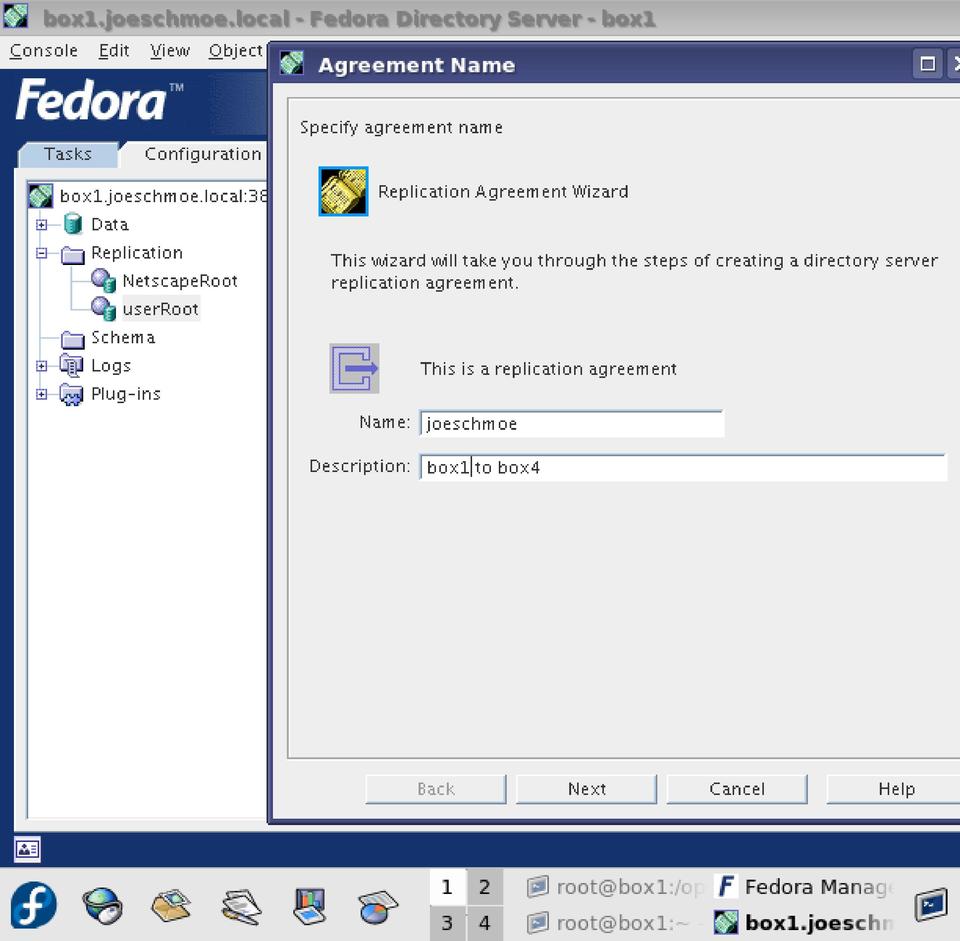 box1.joeschmoe.local - Fedora Directory Server - box1
Console Edit View Object
Agreement Name
Fedora™
Tasks Configuration
Specify agreement name
box1.joeschmoe.local:38
Replication Agreement Wizard
Data
Replication
This wizard will take you through the steps of creating a directory server
replication agreement.
NetscapeRoot
userRoot
Schema
Logs
Plug-ins
This is a replication agreement
Name: joeschmoe
Description: box1 to box4
Back Next Cancel Help
1 2 root@box1:/op Fedora Manage
3 4 root@box1:~ box1.joeschm